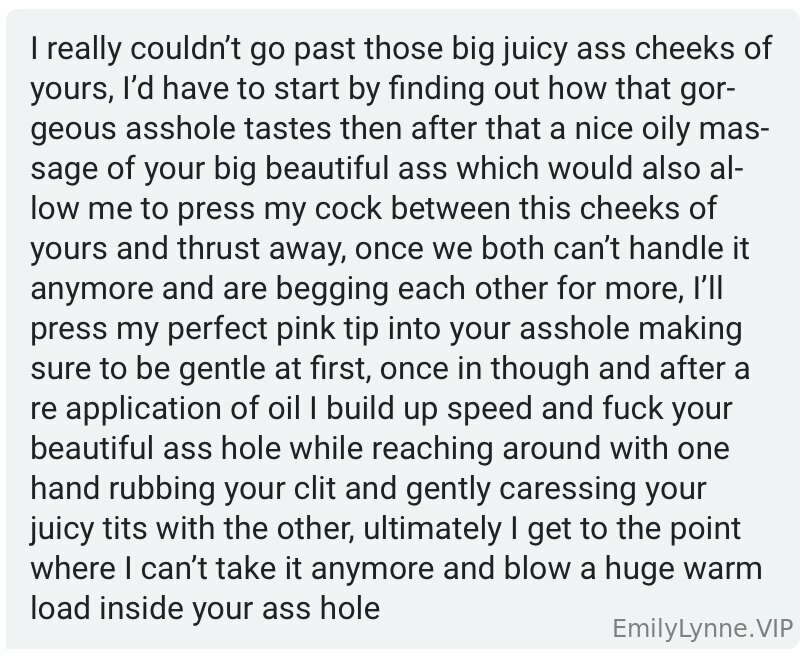 I really couldn’t go past those big juicy ass cheeks of
yours, I’d have to start by finding out how that gor-
geous asshole tastes then after that a nice oily mas-
sage of your big beautiful ass which would also al-
low me to press my cock between this cheeks of
yours and thrust away, once we both can’t handle it
anymore and are begging each other for more, I’ll
press my perfect pink tip into your asshole making
sure to be gentle at first, once in though and after a
re application of oil I build up speed and fuck your
beautiful ass hole while reaching around with one
hand rubbing your clit and gently caressing your
juicy tits with the other, ultimately I get to the point
where I can’t take it anymore and blow a huge warm
load inside your ass hole
EmilyLynne.VIP